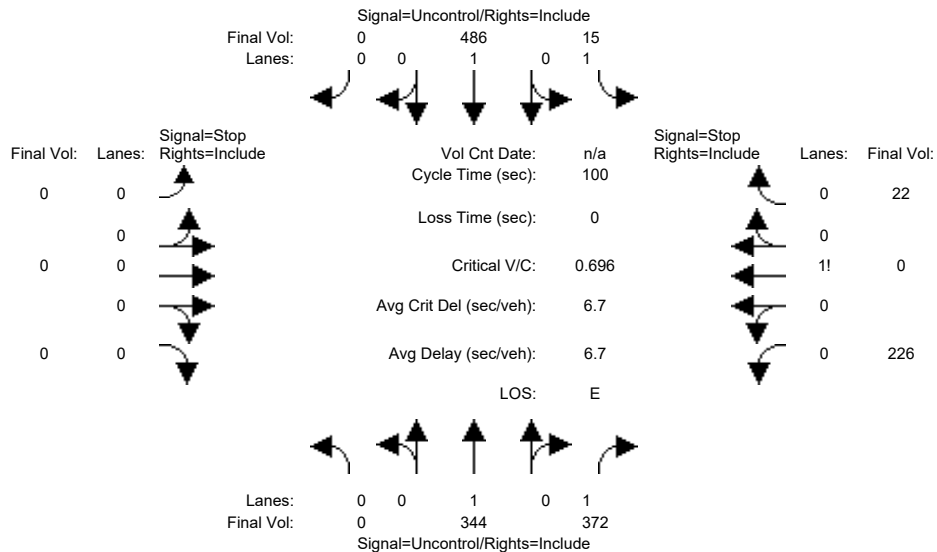 Signal=Uncontrol/Rights=Include
Final Vol: 0 486 15
Lanes: 0 0 1 0 1
Signal=Stop
Final Vol: Lanes: Rights=Include
Vol Cnt Date: n/a
Signal=Stop
Rights=Include Lanes: Final Vol:
Cycle Time (sec): 100
0 0
0 22
Loss Time (sec): 0
0
0
0 0
Critical V/C: 0.696
1! 0
0
Avg Crit Del (sec/veh): 6.7
0
0 0
Avg Delay (sec/veh): 6.7
0 226
LOS: E
Lanes: 0 0 1 0 1
Final Vol: 0 344 372
Signal=Uncontrol/Rights=Include